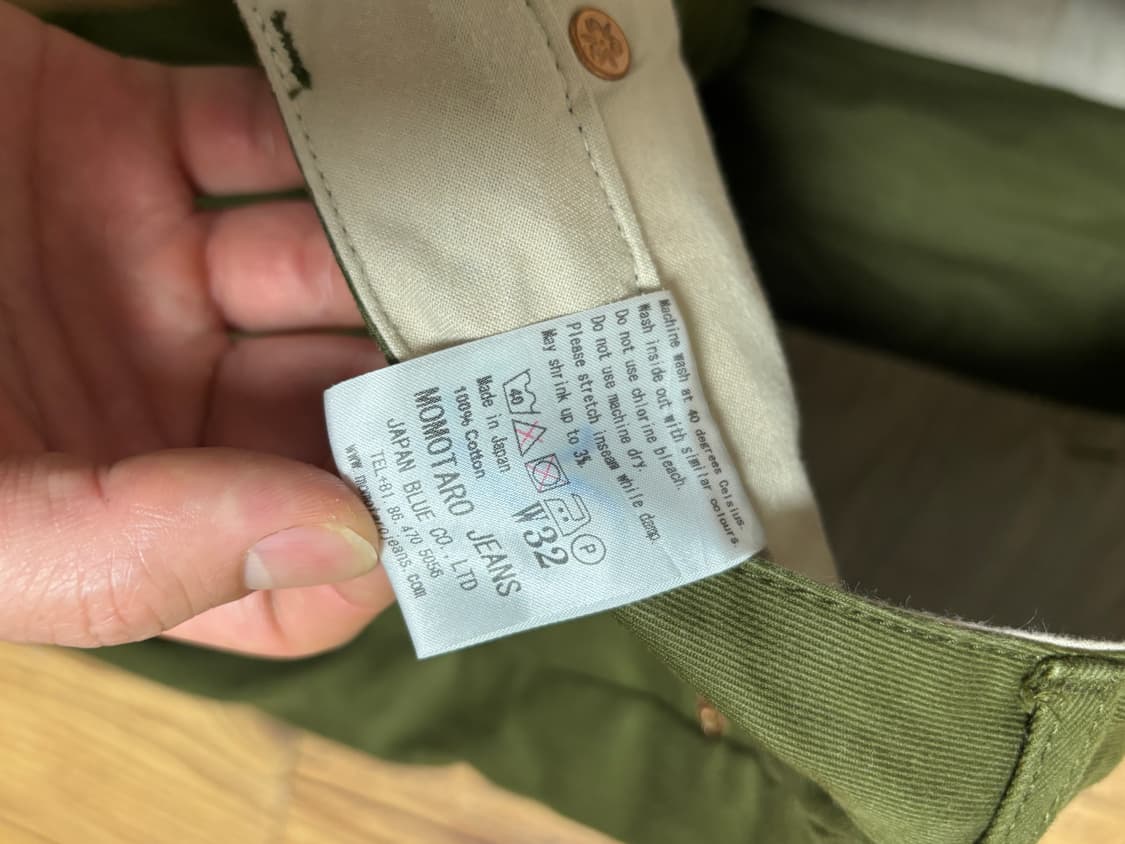 Machine wash at 40 degrees Celsius.
Wash inside out with similar colours.
Do not use chlorine bleach.
Do not use machine dry.
Please stretch inseam while damp
May shrink up to 3%.
40
P
W32
Made in Japan
100% Cotton
MOMOTARO JEANS
JAPAN BLUE CO., LTD
TEL+81. 86. 470 5056